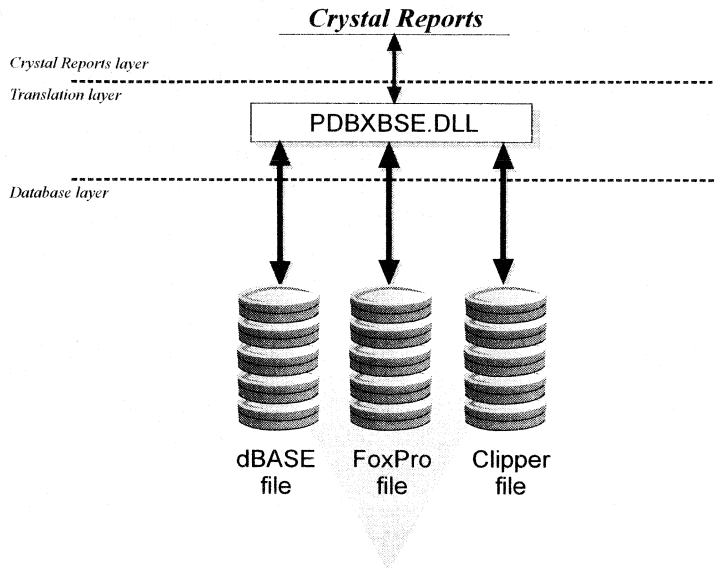 Crystal Reports
Crystal Reports layer
Translation layer
PDBXBSE.DLL
Database layer
dBASE file
FoxPro file
Clipper file